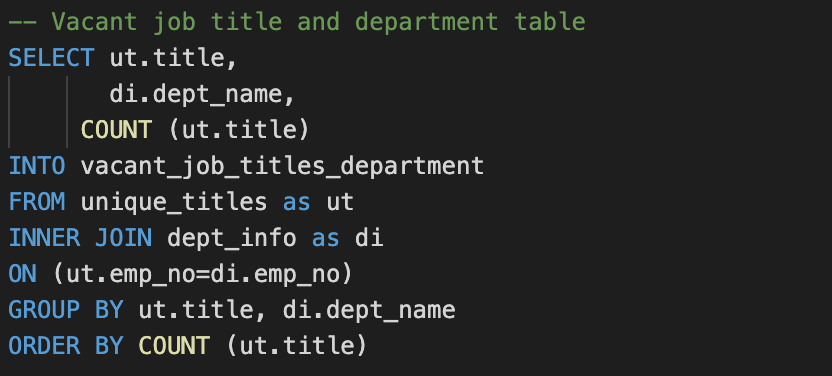 -- Vacant job title and department table
SELECT ut.title,
       di.dept_name,
     COUNT (ut.title)
INTO vacant_job_titles_department
FROM unique_titles as ut
INNER JOIN dept_info as di
ON (ut.emp_no=di.emp_no)
GROUP BY ut.title, di.dept_name
ORDER BY COUNT (ut.title)